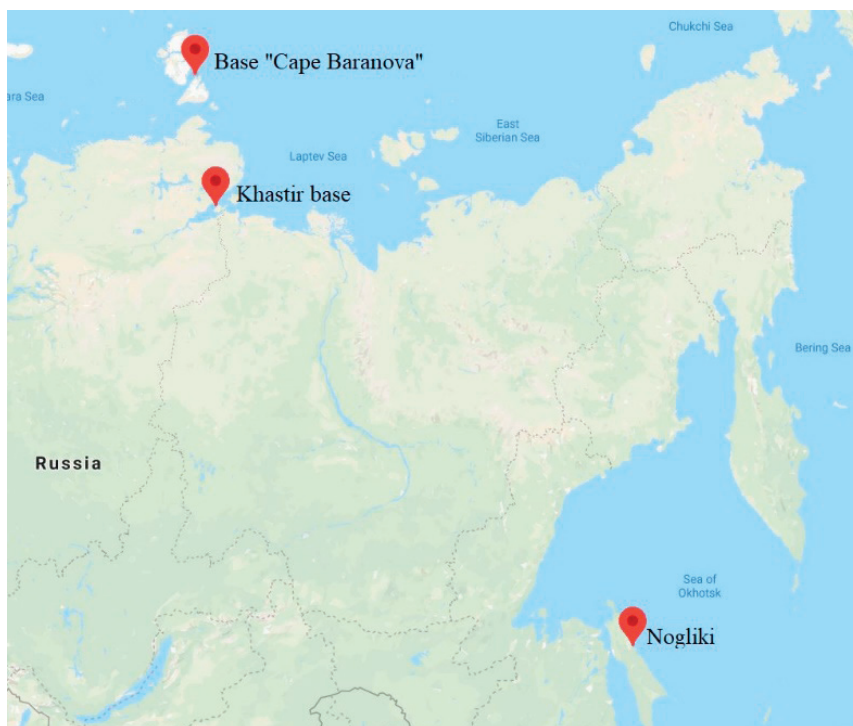 Chukchi Sea
Base "Cape Baranova"
ara Sea
East
Siberian Sea
Laptev Sea
Khastir base
Bering Sea
Russia
Sea of
Okhotsk
Nogliki